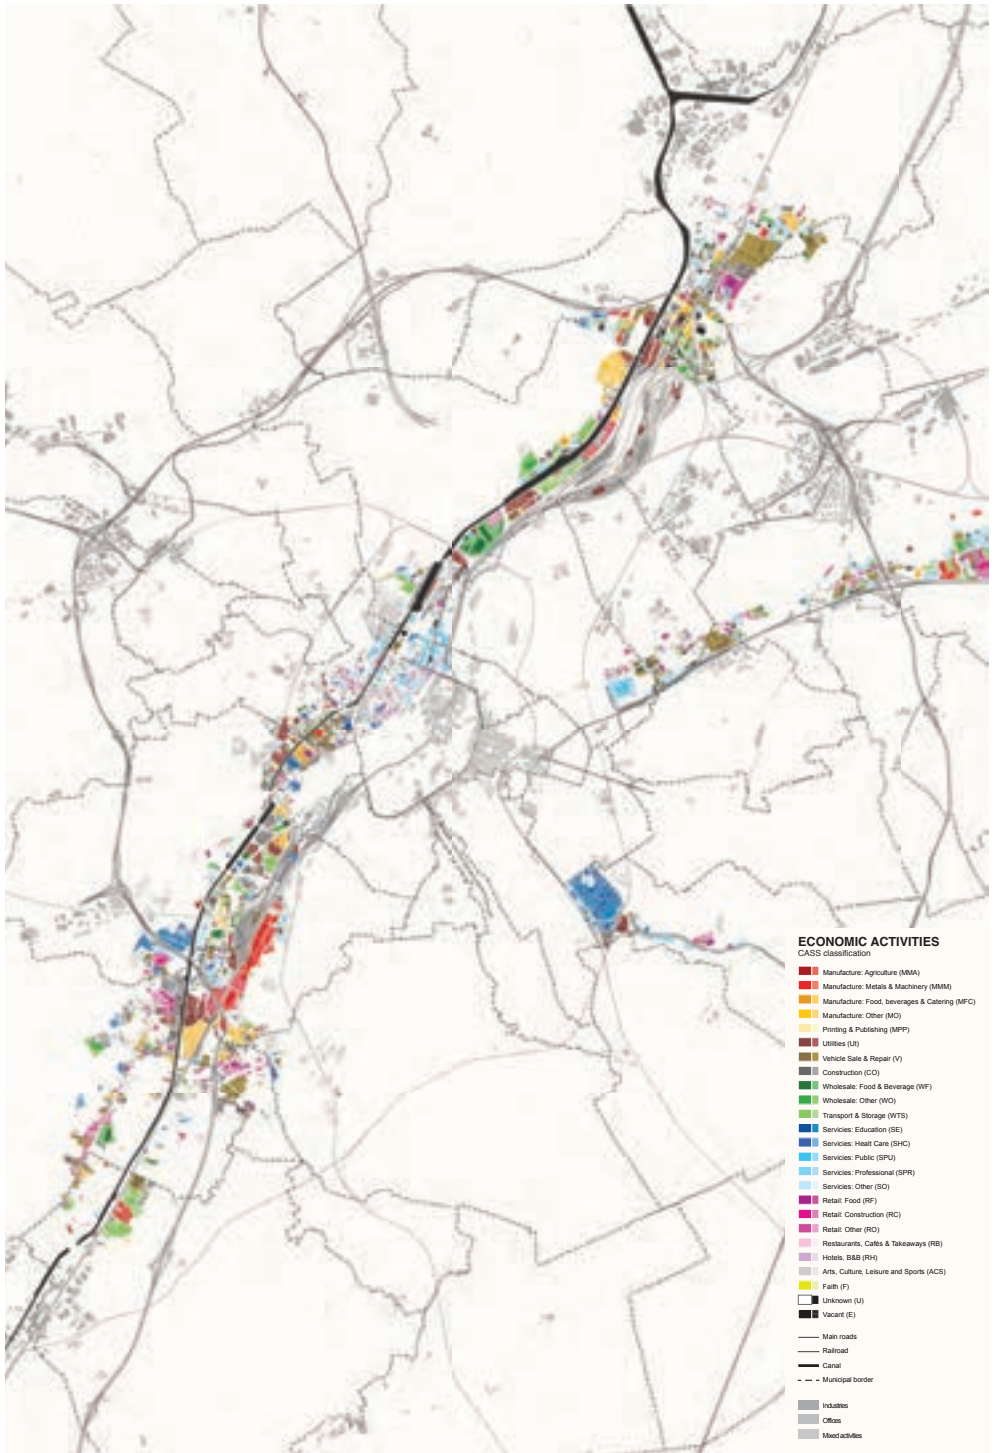 ECONOMIC ACTIVITIES
CASS classification
Manufacture: Agriculture (MMA)
Manufacture: Metals & Machinery (MMM)
Manufacture: Food, beverages & Catering (MFC)
Manufacture: Other (MO)
Printing & Publishing (MPP)
Utilities (Ut)
Vehicle Sale & Repair (V)
Construction (CO)
Wholesale: Food & Beverage (WF)
Wholesale: Other (WO)
Transport & Storage (WTS)
Servicies: Education (SE)
Servicies: Healt Care (SHC)
Servicies: Public (SPU)
Servicies: Professional (SPR)
Servicies: Other (SO)
Retail: Food (RF)
Retail: Construction (RC)
Retail: Other (RO)
Restaurants, Cafés & Takeaways (RB)
Hotels, B&B (RH)
Arts, Culture, Leisure and Sports (ACS)
Faith (F)
Unknown (U)
Vacant (E)
Main roads
Railroad
Canal
Municipal border
Industries
Offices
Mixed activities